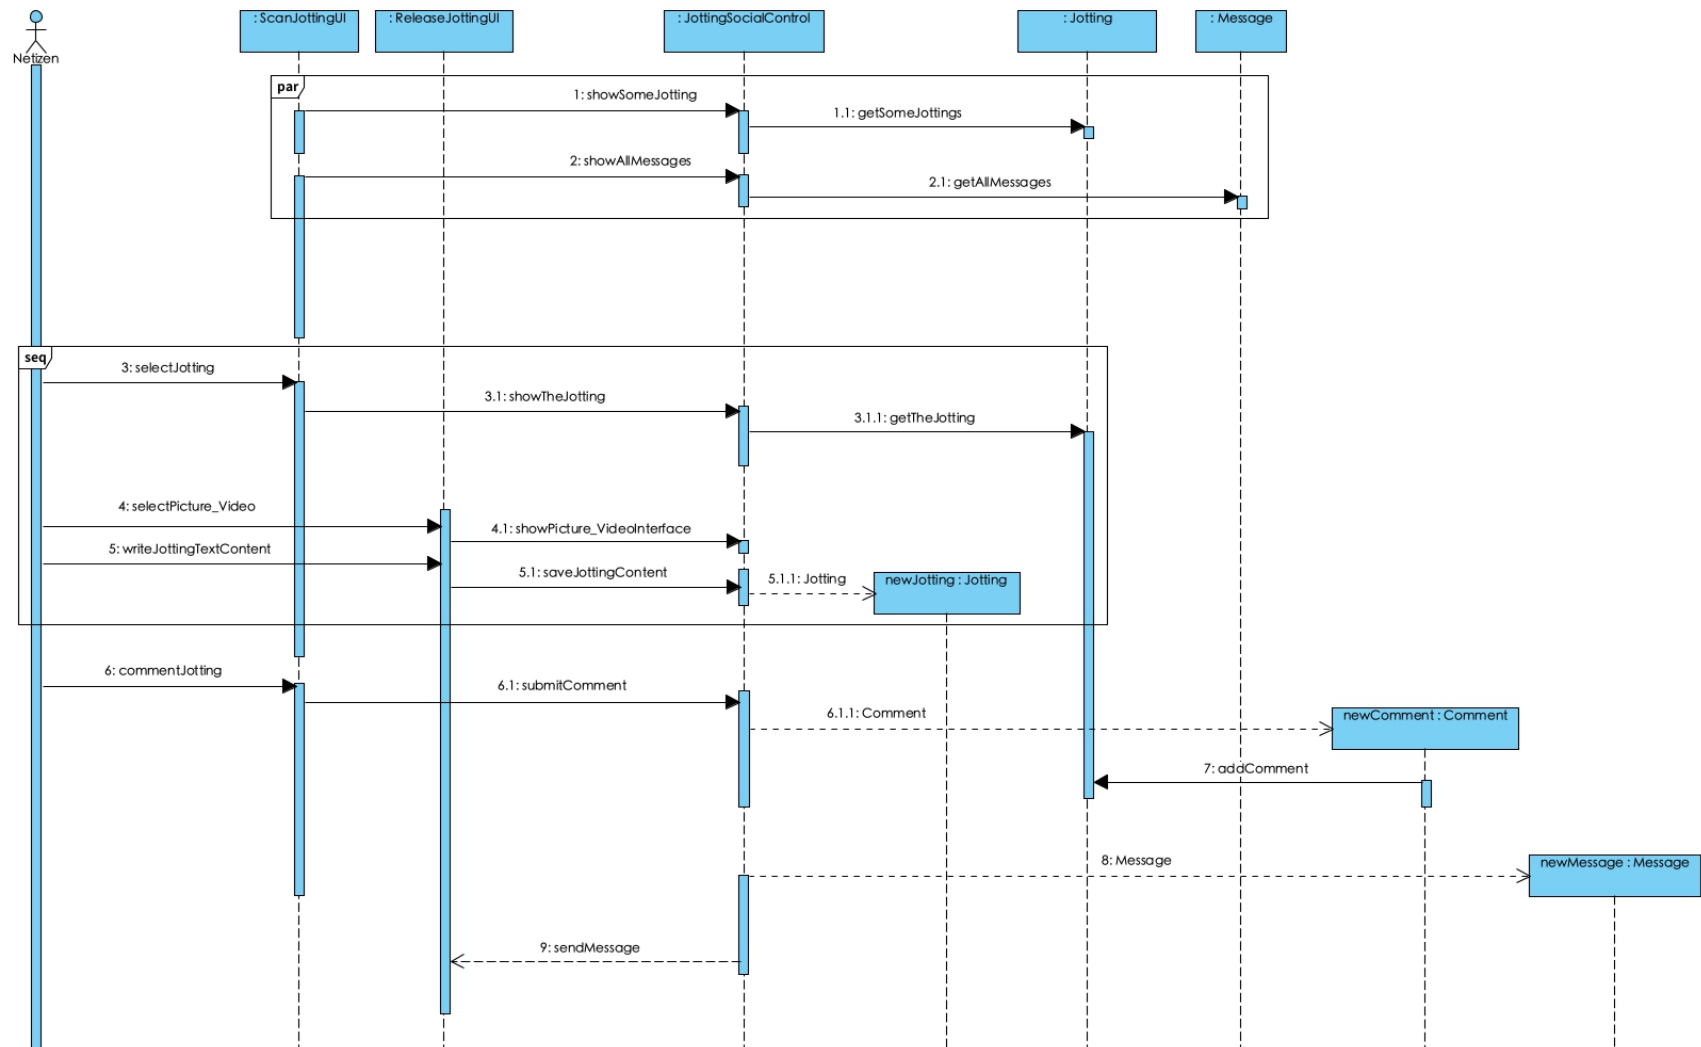 : ScanJottingUI
: ReleaseJottingUI
: JottingSocialControl
: Jotting
: Message
Netizen
par
1: showSomeJotting
1.1: getSomeJottings
2: showAllMessages
2.1: getAllMessages
seq
3: selectJotting
3.1: showTheJotting
3.1.1: getTheJotting
4: selectPicture_Video
4.1: showPicture_VideoInterface
5: writeJottingTextContent
5.1: saveJottingContent
5.1.1: Jotting
newJotting : Jotting
6: commentJotting
6.1: submitComment
6.1.1: Comment
newComment : Comment
7: addComment
8: Message
newMessage : Message
9: sendMessage